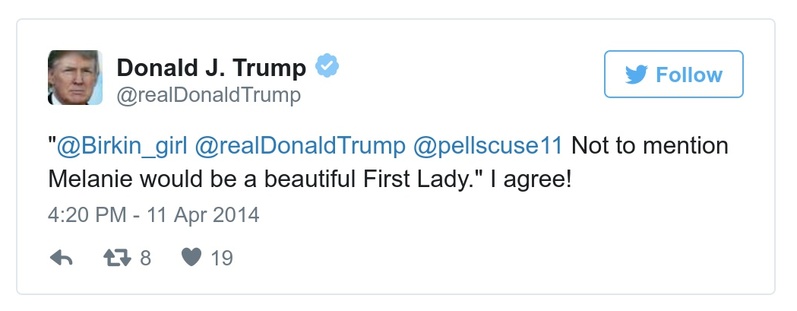 Donald J. Trump
@realDonaldTrump
Follow
"@Birkin_girl @realDonaldTrump @pellscuse11 Not to mention
Melanie would be a beautiful First Lady." I agree!
4:20 PM - 11 Apr 2014
8 19